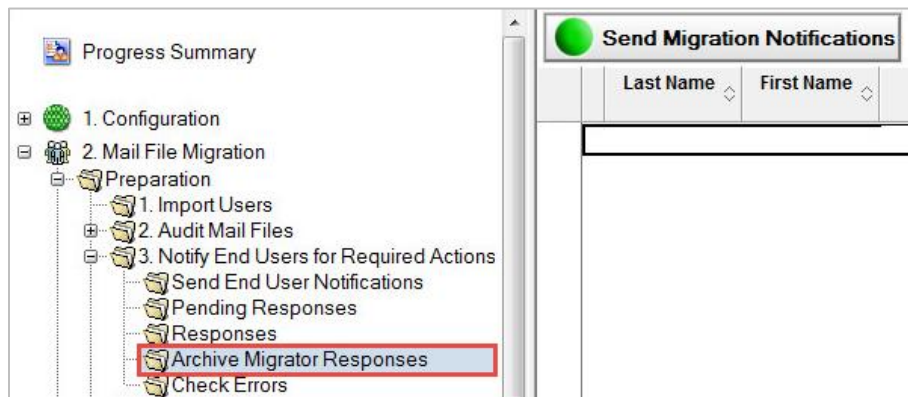 Progress Summary
1. Configuration
2. Mail File Migration
Preparation
1. Import Users
2. Audit Mail Files
3. Notify End Users for Required Actions
Send End User Notifications
Pending Responses
Responses
Archive Migrator Responses
Check Errors
Send Migration Notifications
Last Name First Name